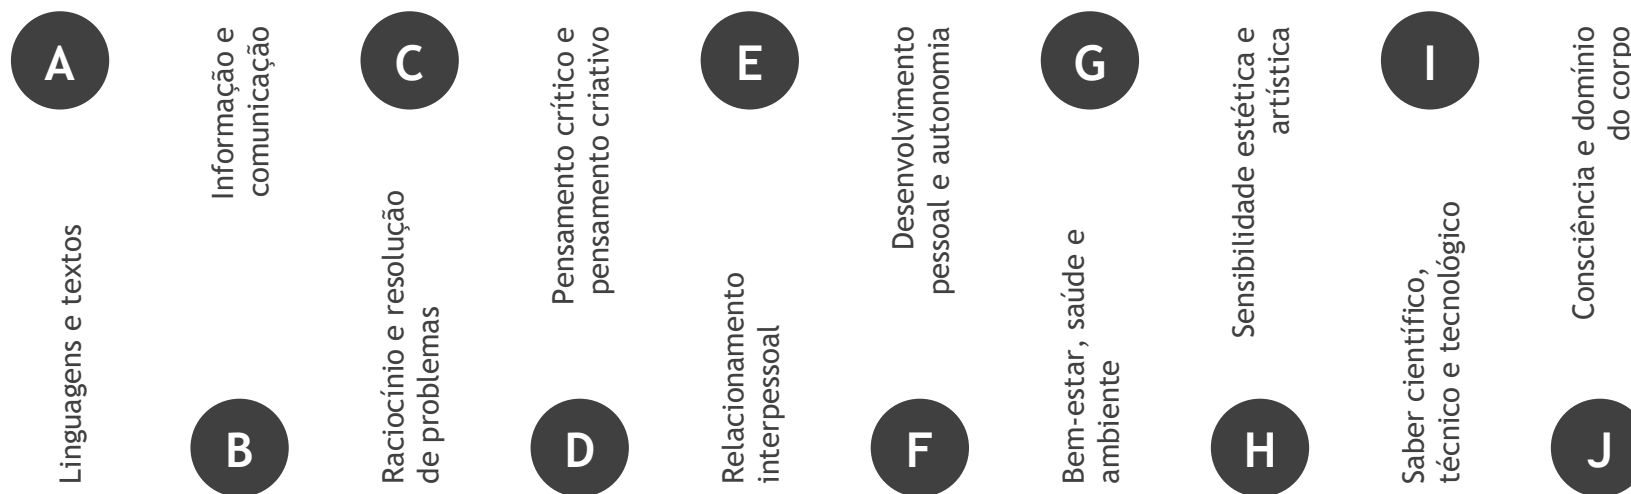 A
Linguagens e textos
B
Informação e
comunicação
C
Raciocínio e resolução
de problemas
D
Pensamento crítico e
pensamento criativo
E
Relacionamento
interpessoal
F
Desenvolvimento
pessoal e autonomia
G
Bem-estar, saúde e
ambiente
H
Sensibilidade estética e
artística
I
Saber científico,
técnico e tecnológico
J
Consciência e domínio
do corpo